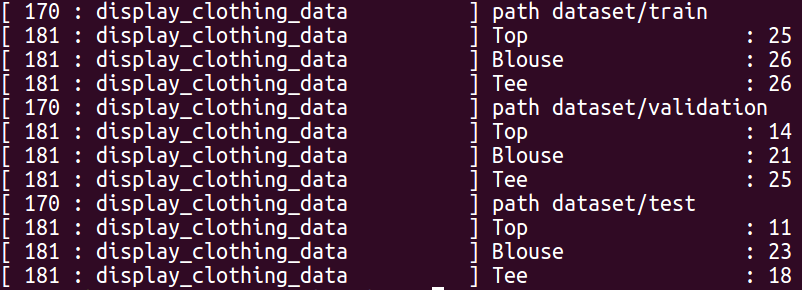 [ 170 : display_clothing_data         ] path dataset/train
[ 181 : display_clothing_data         ] Top                : 25
[ 181 : display_clothing_data         ] Blouse             : 26
[ 181 : display_clothing_data         ] Tee                : 26
[ 170 : display_clothing_data         ] path dataset/validation
[ 181 : display_clothing_data         ] Top                : 14
[ 181 : display_clothing_data         ] Blouse             : 21
[ 181 : display_clothing_data         ] Tee                : 25
[ 170 : display_clothing_data         ] path dataset/test
[ 181 : display_clothing_data         ] Top                : 11
[ 181 : display_clothing_data         ] Blouse             : 23
[ 181 : display_clothing_data         ] Tee                : 18